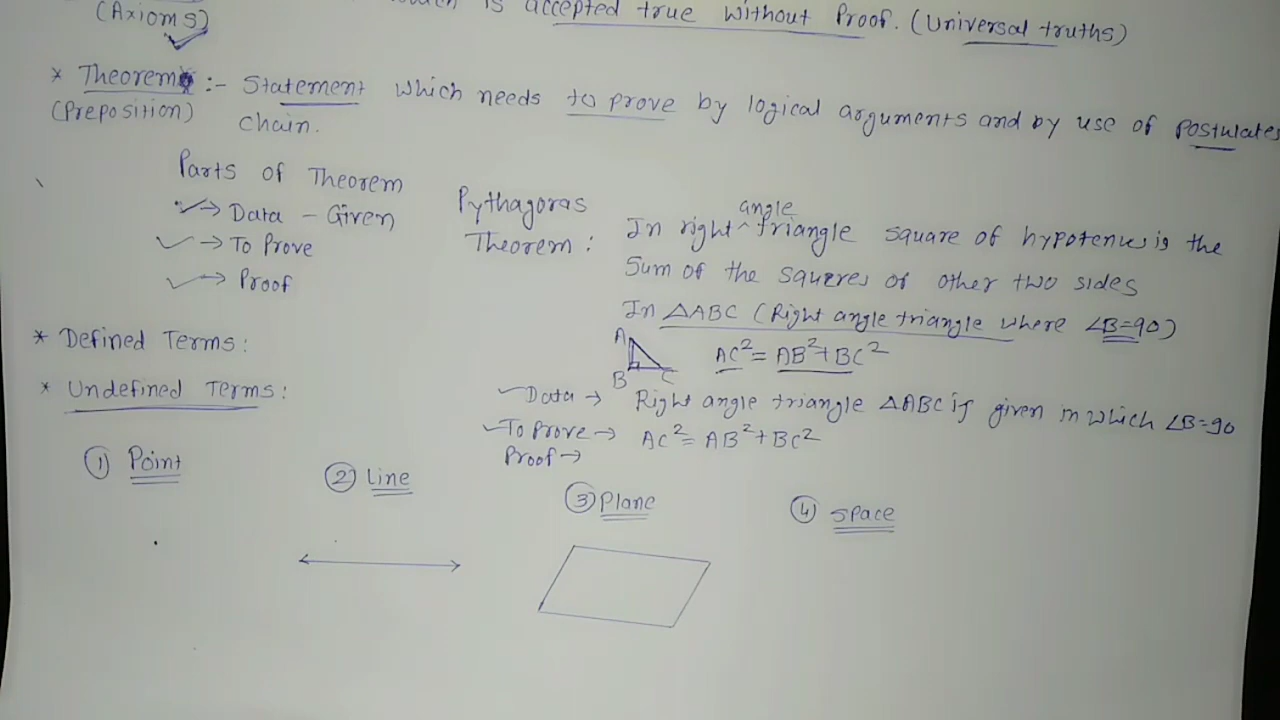 is accepted true without Proof. (Universal truths)
(Axioms)
* Theorem :- Statement which needs to prove by logical arguments and by use of Postulates
(Preposition) chain.
Parts of Theorem
→ Data - Given
→ To Prove
→ Proof
Pythagoras
Theorem :
angle
In right ^ triangle square of hypotenus is the
Sum of the squeres of other two sides
In △ABC (Right angle triangle where ∠B=90)
A
B C
AC²= AB²+BC²
Data → Right angle triangle △ABC is given in which ∠B=90
To Prove → AC²= AB²+BC²
Proof →
* Defined Terms :
* Undefined Terms :
① Point
② Line
③ Plane
④ Space